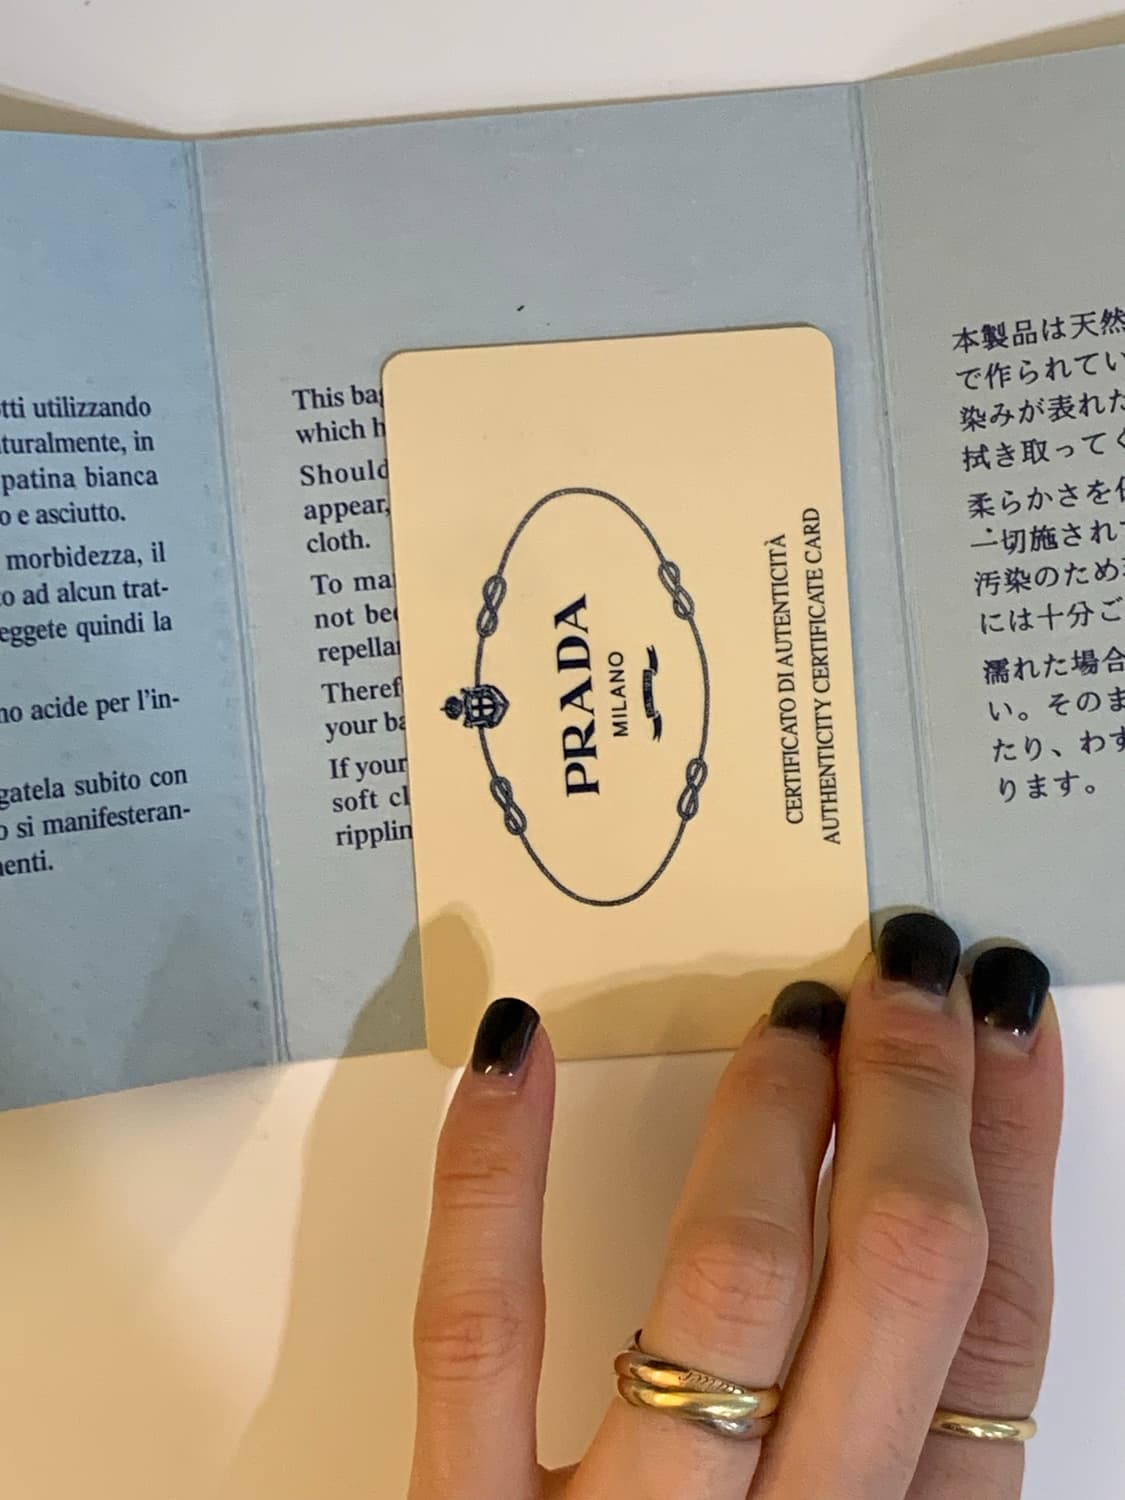 tti utilizzando
turalmente, in
patina bianca
o e asciutto.
morbidezza, il
o ad alcun trat-
eggete quindi la
no acide per l'in-
gatela subito con
o si manifesteran-
enti.
This bag
which h
Should
appear,
cloth.
To ma
not be
repella
Theref
your ba
If your
soft cl
ripplin
PRADA
MILANO
CERTIFICATO DI AUTENTICITÀ
AUTHENTICITY CERTIFICATE CARD
本製品は天然
で作られてい
染みが表れた
拭き取ってく
柔らかさを
一切施され
汚染のため
には十分ご
濡れた場合
い。そのま
たり、わず
ります。